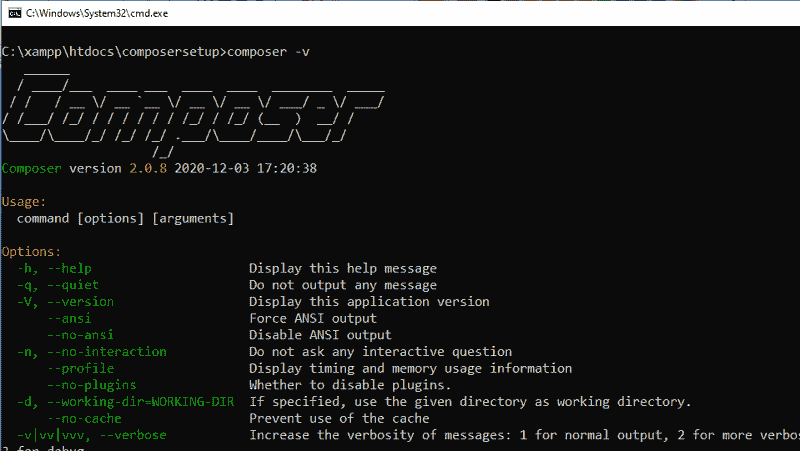 C:\Windows\System32\cmd.exe
C:\xampp\htdocs\composersetup>composer -v
Composer
Composer version 2.0.8 2020-12-03 17:20:38
Usage:
command [options] [arguments]
Options:
-h, --help Display this help message
-q, --quiet Do not output any message
-V, --version Display this application version
--ansi Force ANSI output
--no-ansi Disable ANSI output
-n, --no-interaction Do not ask any interactive question
--profile Display timing and memory usage information
--no-plugins Whether to disable plugins.
-d, --working-dir=WORKING-DIR If specified, use the given directory as working directory.
--no-cache Prevent use of the cache
-v|vv|vvv, --verbose Increase the verbosity of messages: 1 for normal output, 2 for more
for debug